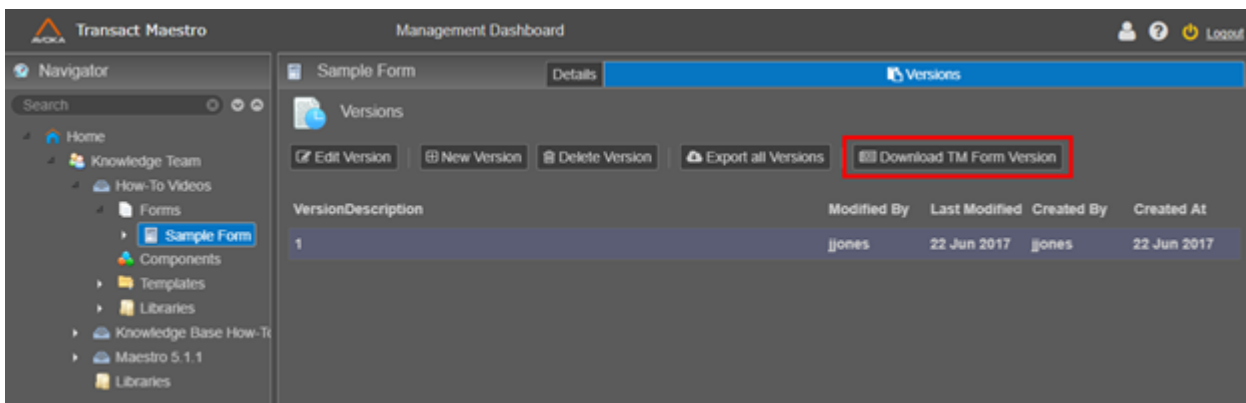 AVOKA Transact Maestro Management Dashboard Logout
Navigator
Search
Home
Knowledge Team
How-To Videos
Forms
Sample Form
Components
Templates
Libraries
Knowledge Base How-To
Maestro 5.1.1
Libraries
Sample Form Details Versions
Versions
Edit Version New Version Delete Version Export all Versions Download TM Form Version
VersionDescription Modified By Last Modified Created By Created At
1 jjones 22 Jun 2017 jjones 22 Jun 2017